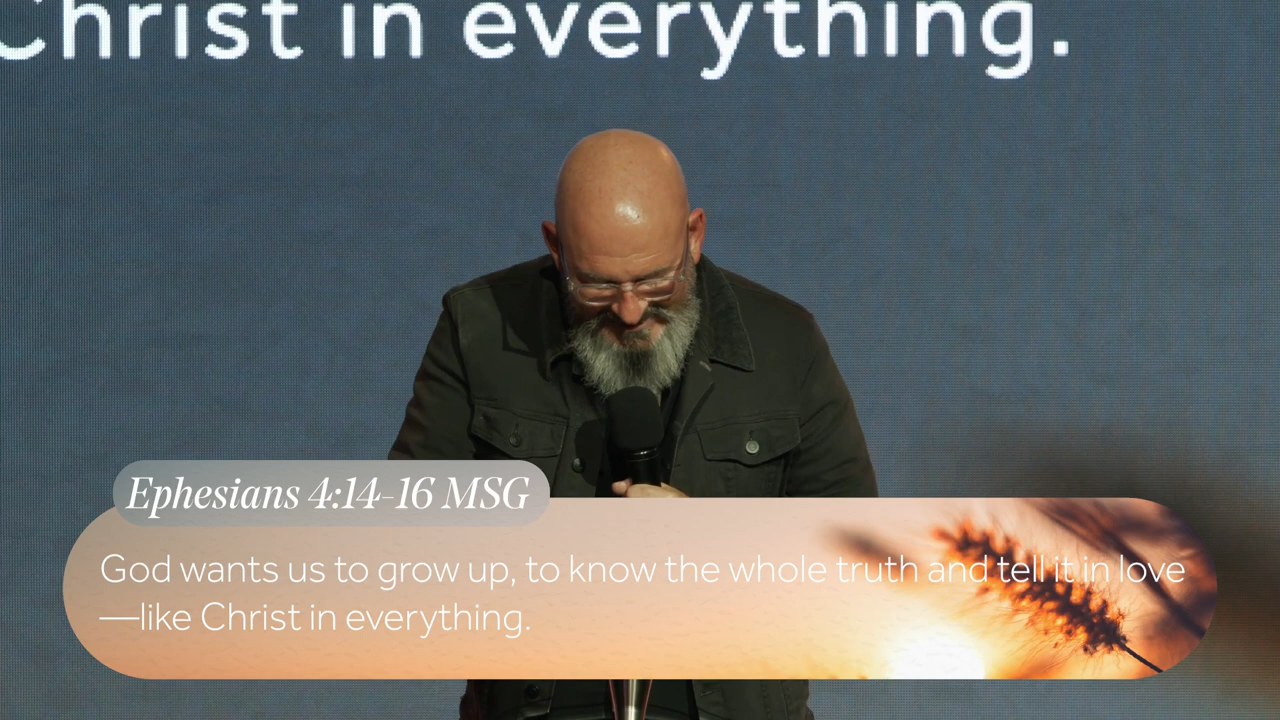 Christ in everything.
Ephesians 4:14-16 MSG
God wants us to grow up, to know the whole truth and tell it in love
—like Christ in everything.